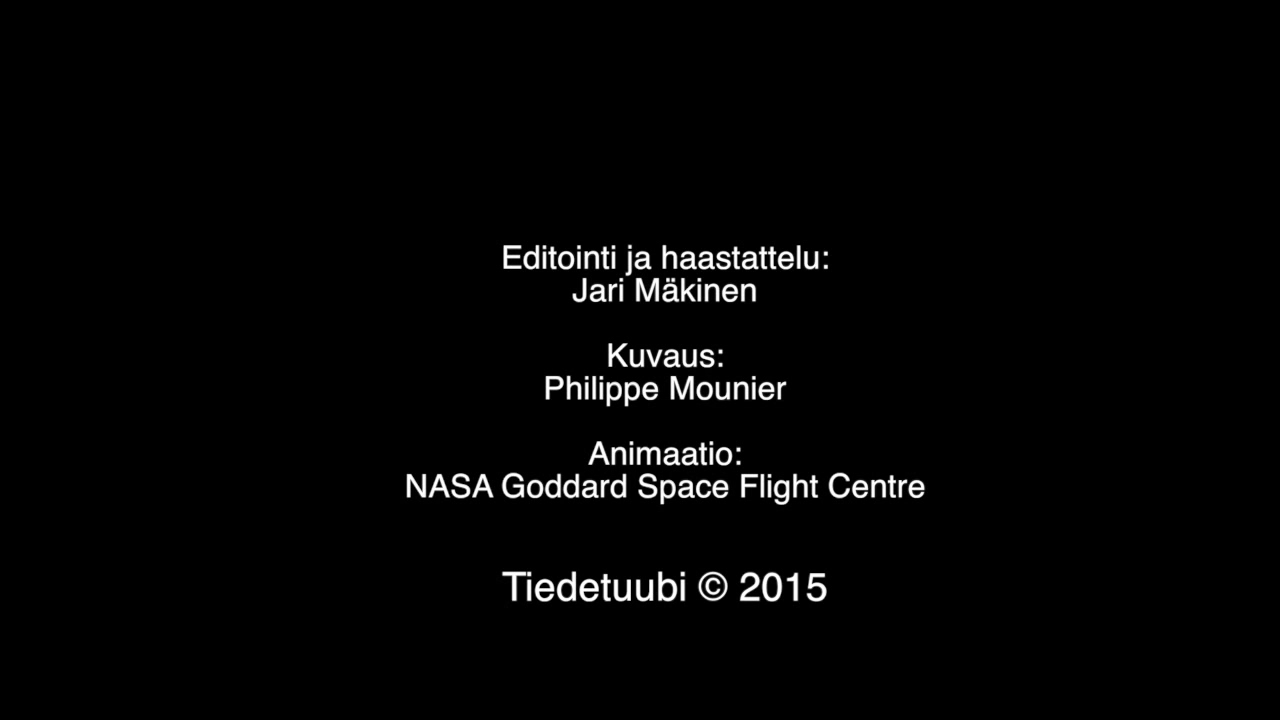 Editointi ja haastattelu:
Jari Mäkinen
Kuvaus:
Philippe Mounier
Animaatio:
NASA Goddard Space Flight Centre
Tiedetuubi © 2015